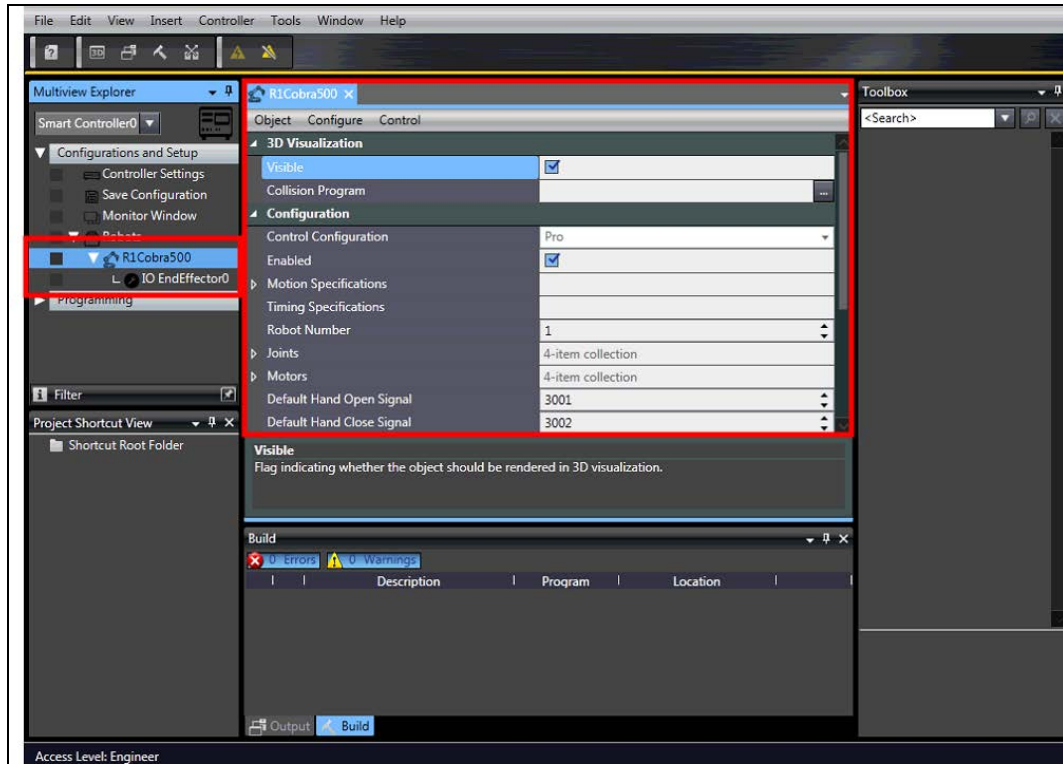 File Edit View Insert Controller Tools Window Help
Multiview Explorer
Smart Controller0
Configurations and Setup
Controller Settings
Save Configuration
Monitor Window
Robots
R1Cobra500
IO EndEffector0
Programming
Filter
Project Shortcut View
Shortcut Root Folder
R1Cobra500
Object Configure Control
3D Visualization
Visible
Collision Program ...
Configuration
Control Configuration Pro
Enabled
Motion Specifications
Timing Specifications
Robot Number 1
Joints 4-item collection
Motors 4-item collection
Default Hand Open Signal 3001
Default Hand Close Signal 3002
Visible
Flag indicating whether the object should be rendered in 3D visualization.
Build
0 Errors 0 Warnings
Description Program Location
Output Build
Toolbox
<Search>
Access Level: Engineer